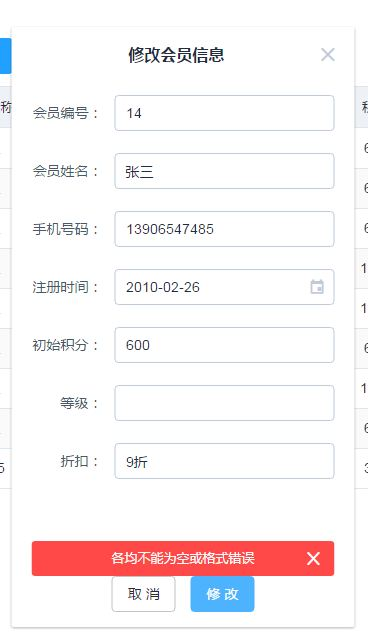 修改会员信息
会员编号： 14
会员姓名： 张三
手机号码： 13906547485
注册时间： 2010-02-26
初始积分： 600
等级：
折扣： 9折
各均不能为空或格式错误
取 消 修 改